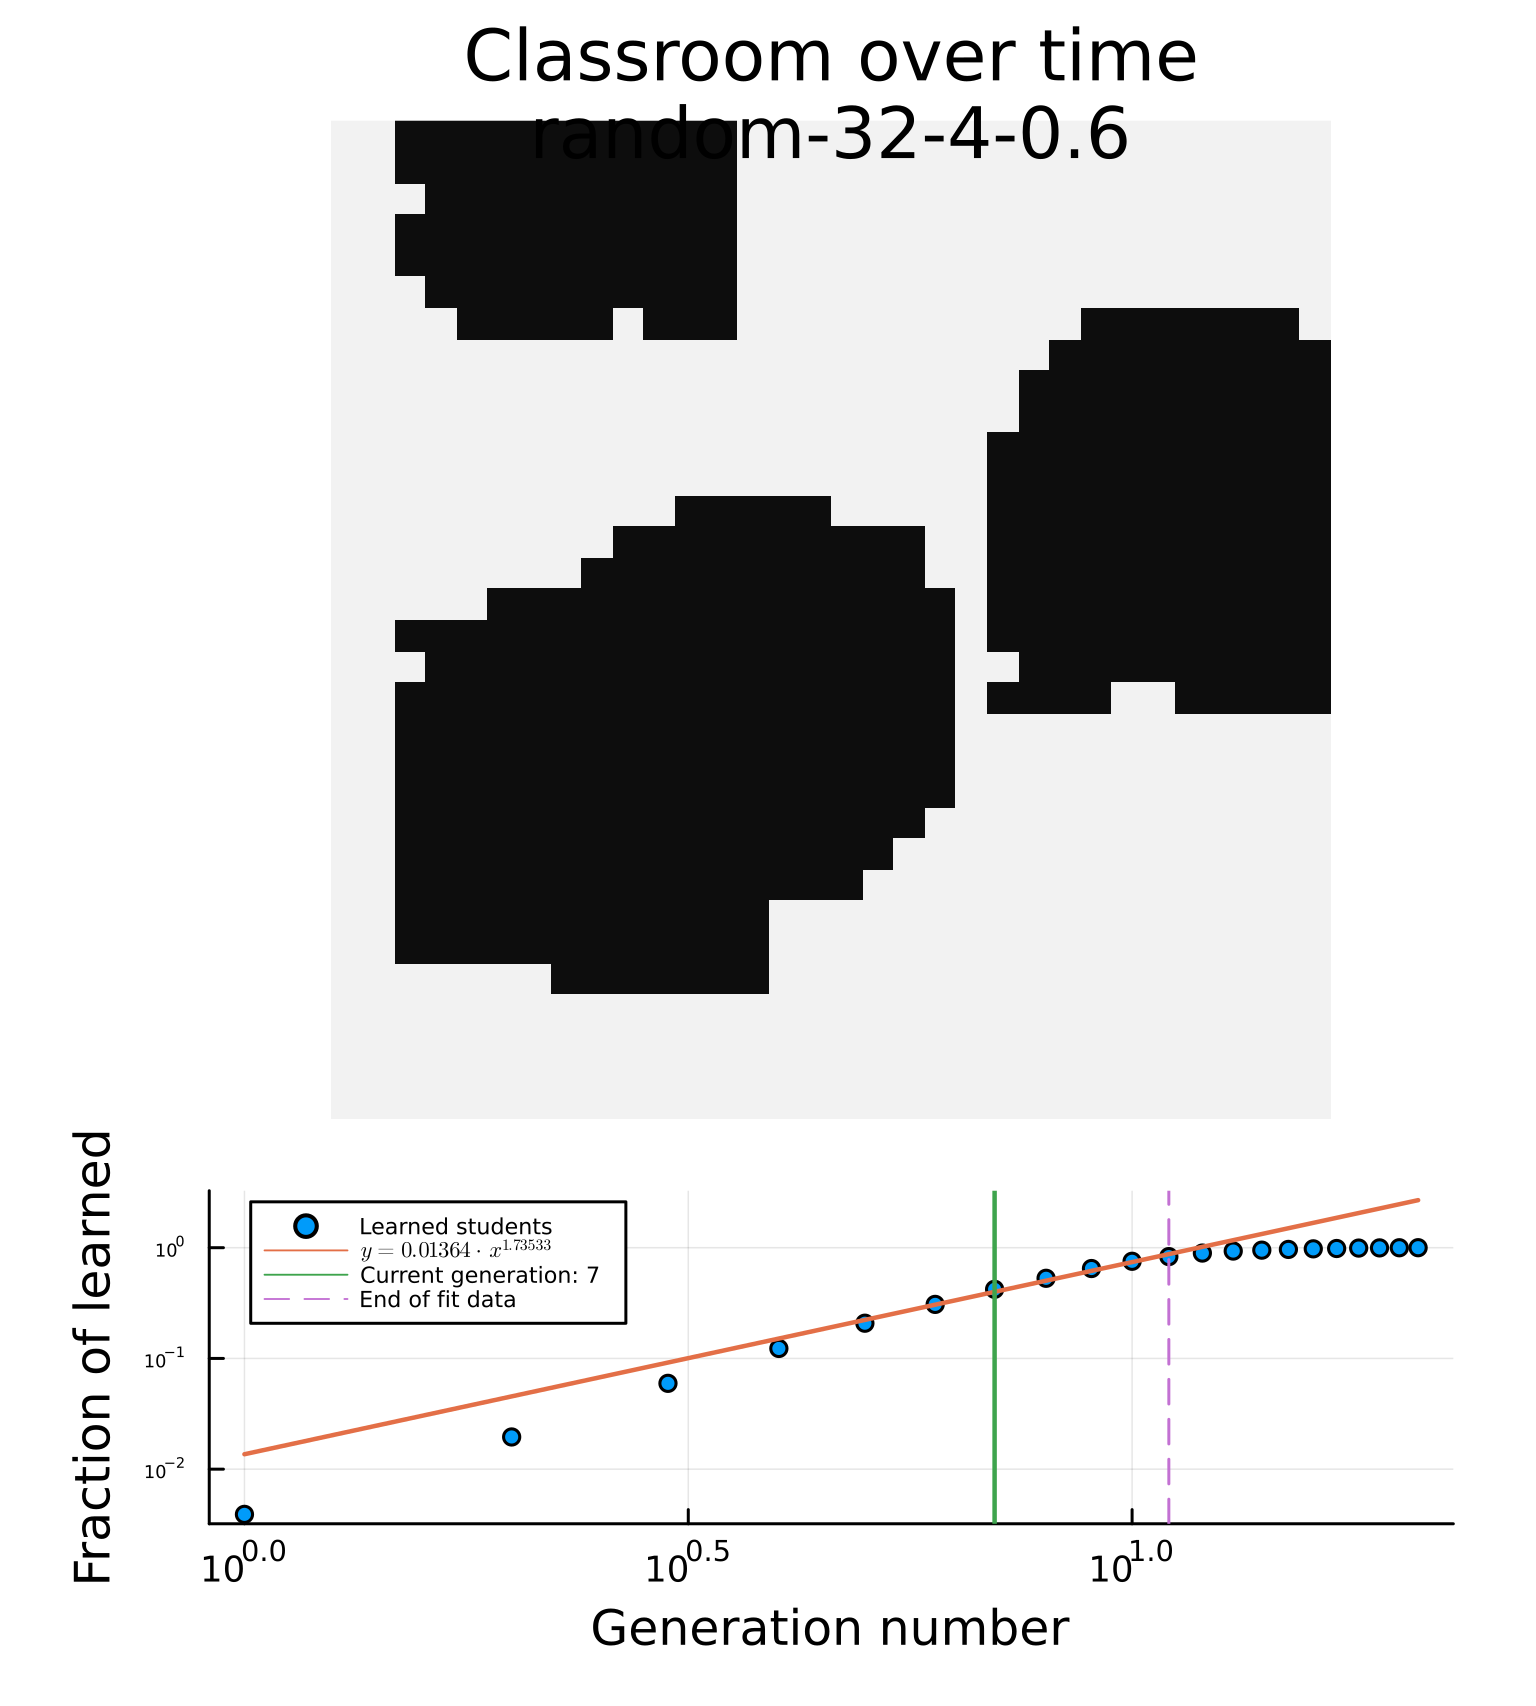 Classroom over time
random-32-4-0.6
Fraction of learned
10^0
10^-1
10^-2
Learned students
y = 0.01364 · x^1.73533
Current generation: 7
End of fit data
10^0.0
10^0.5
10^1.0
Generation number